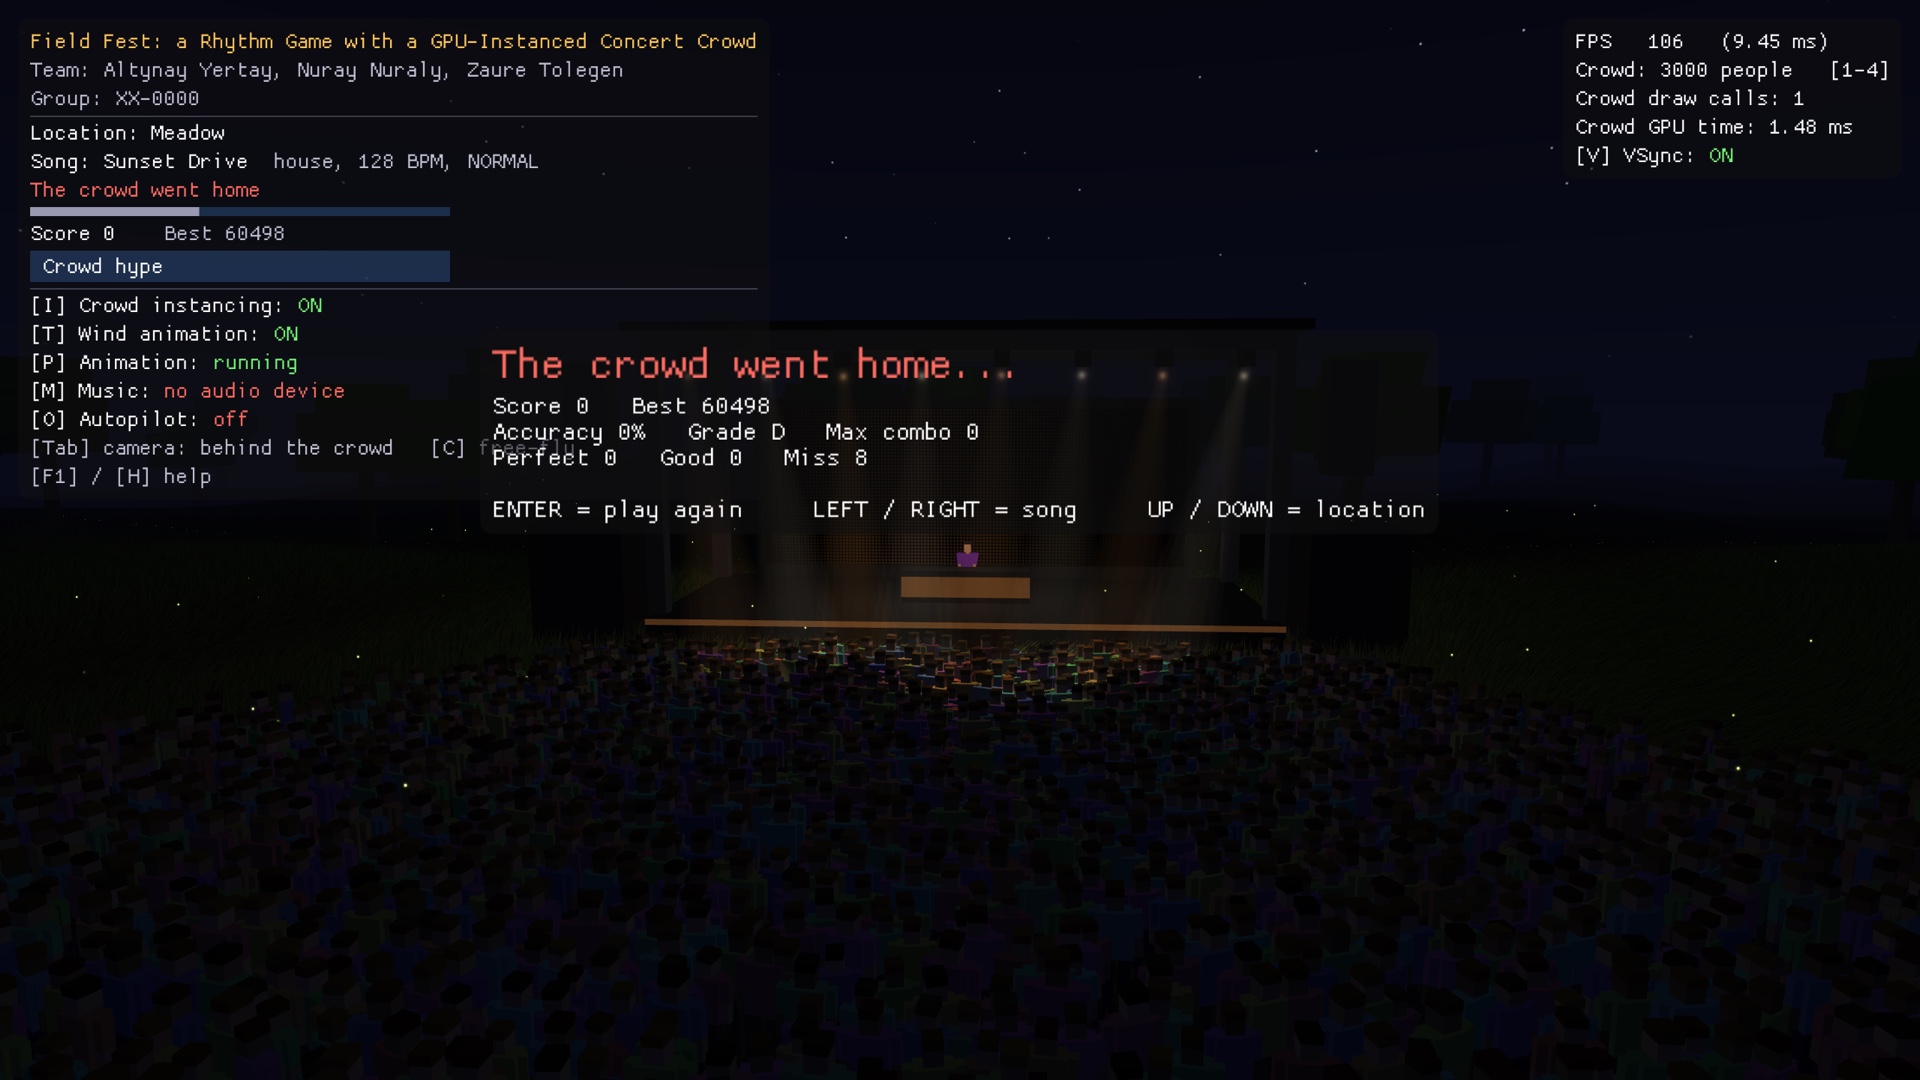 Field Fest: a Rhythm Game with a GPU-Instanced Concert Crowd
Team: Altynay Yertay, Nuray Nuraly, Zaure Tolegen
Group: XX-0000
Location: Meadow
Song: Sunset Drive house, 128 BPM, NORMAL
The crowd went home
Score 0 Best 60498
Crowd hype
[I] Crowd instancing: ON
[T] Wind animation: ON
[P] Animation: running
[M] Music: no audio device
[O] Autopilot: off
[Tab] camera: behind the crowd [C] free-fly
[F1] / [H] help
FPS 106 (9.45 ms)
Crowd: 3000 people [1-4]
Crowd draw calls: 1
Crowd GPU time: 1.48 ms
[V] VSync: ON
The crowd went home...
Score 0 Best 60498
Accuracy 0% Grade D Max combo 0
Perfect 0 Good 0 Miss 8
ENTER = play again LEFT / RIGHT = song UP / DOWN = location